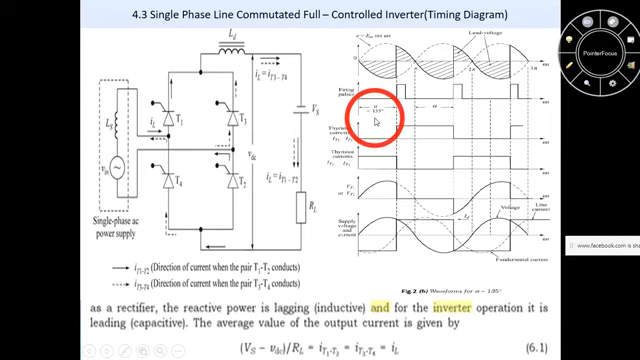 4.3 Single Phase Line Commutated Full – Controlled Inverter(Timing Diagram)
PointerFocus
L_d
i_L = i_T3–T4
L_S
i_L
T_1
T_3
V_S
v_dc
v_in
T_4
T_2
i_L = i_T1–T2
R_L
Single-phase ac
power supply
i_T1-T2 (Direction of current when the pair T_1-T_2 conducts)
i_T3-T4 (Direction of current when the pair T_3-T_4 conducts)
Load-voltage
Firing
pulses
α
= 135°
α
Thyristor
Thyristor
currents
Supply
voltage and
current
Voltage
Line
current
Fundamental current
Fig.2 (b) Waveforms for α = 135°
www.facebook.com is sha
as a rectifier, the reactive power is lagging (inductive) and for the inverter operation it is
leading (capacitive). The average value of the output current is given by
(V_S – v_dc)/R_L = i_T1-T2 = i_T3-T4 = i_L (6.1)